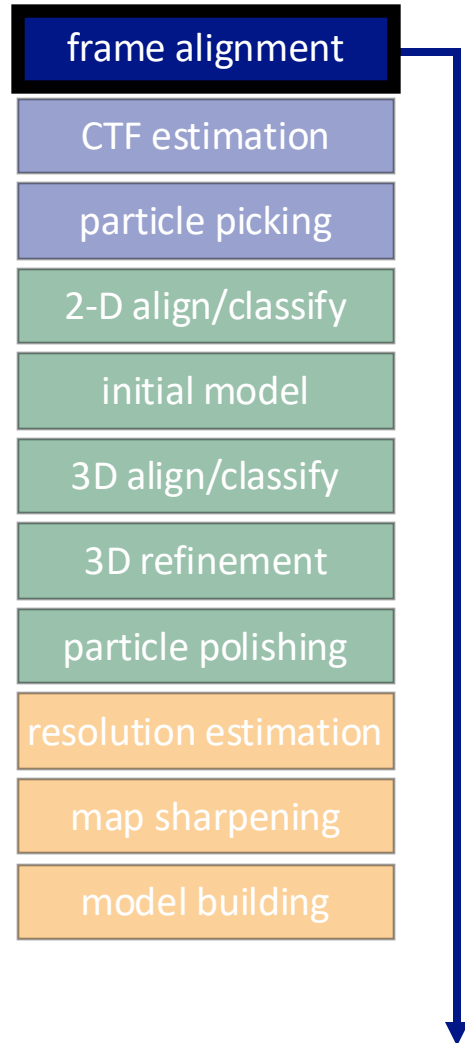 frame alignment
CTF estimation
particle picking
2-D align/classify
initial model
3D align/classify
3D refinement
particle polishing
resolution estimation
map sharpening
model building